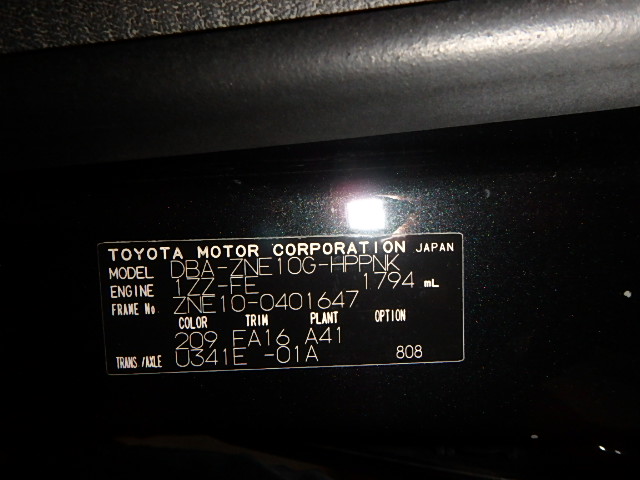 TOYOTA MOTOR CORPORATION JAPAN
MODEL DBA-ZNE10G-HPPNK
ENGINE 1ZZ-FE 1794 mL
FRAME No. ZNE10-0401647
COLOR TRIM PLANT OPTION
209 FA16 A41
TRANS/AXLE U341E -01A 808